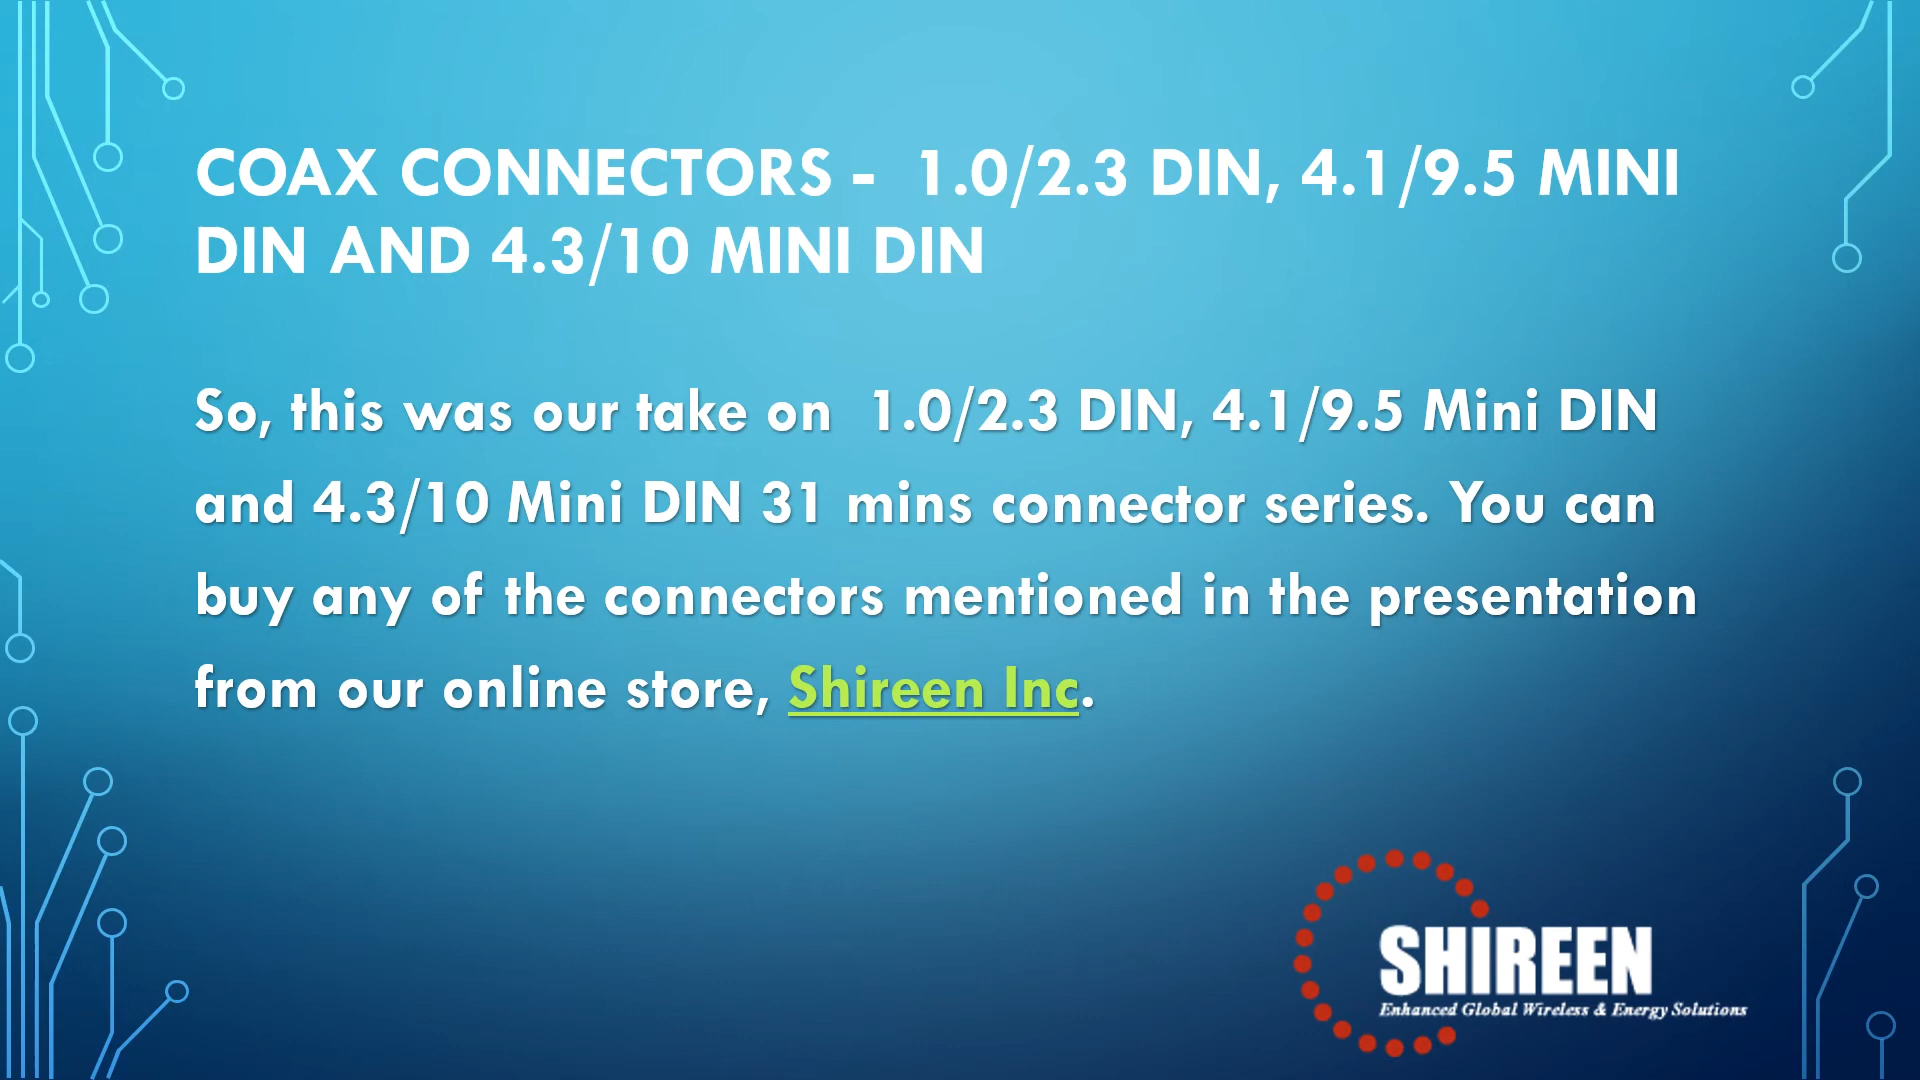 COAX CONNECTORS -  1.0/2.3 DIN, 4.1/9.5 MINI
DIN AND 4.3/10 MINI DIN
So, this was our take on  1.0/2.3 DIN, 4.1/9.5 Mini DIN
and 4.3/10 Mini DIN 31 mins connector series. You can
buy any of the connectors mentioned in the presentation
from our online store, Shireen Inc.
SHIREEN
Enhanced Global Wireless & Energy Solutions